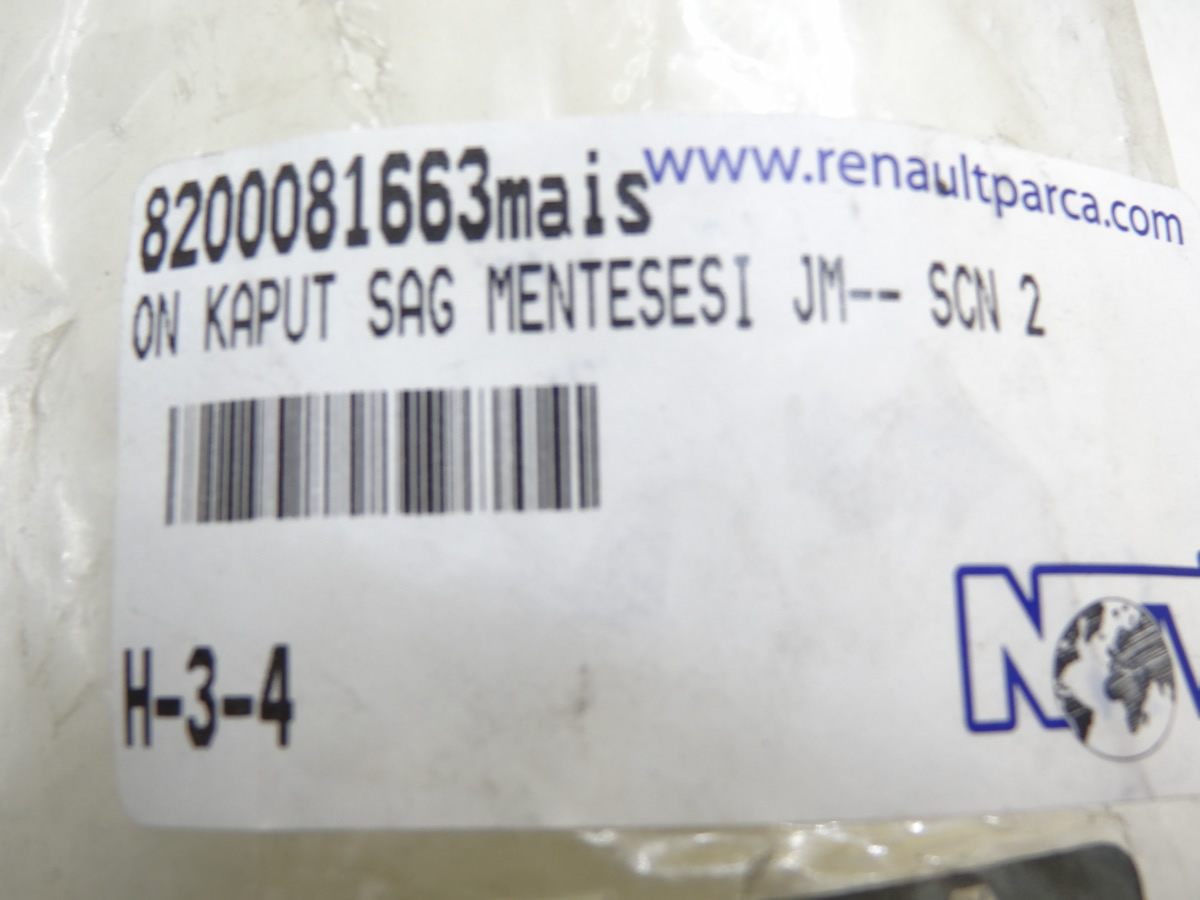 8200081663mais
www.renaultparca.com
ON KAPUT SAG MENTESESI JM-- SCN 2
H-3-4